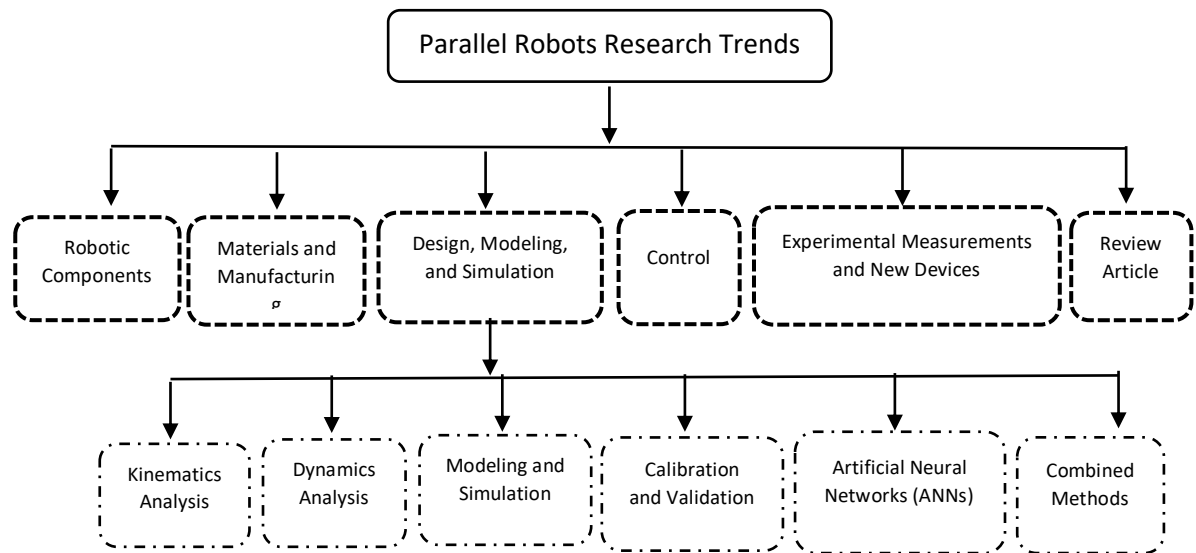 Parallel Robots Research Trends
Robotic
Components
Materials and
Manufacturin
g
Design, Modeling,
and Simulation
Control
Experimental Measurements
and New Devices
Review
Article
Kinematics
Analysis
Dynamics
Analysis
Modeling and
Simulation
Calibration
and Validation
Artificial Neural
Networks (ANNs)
Combined
Methods